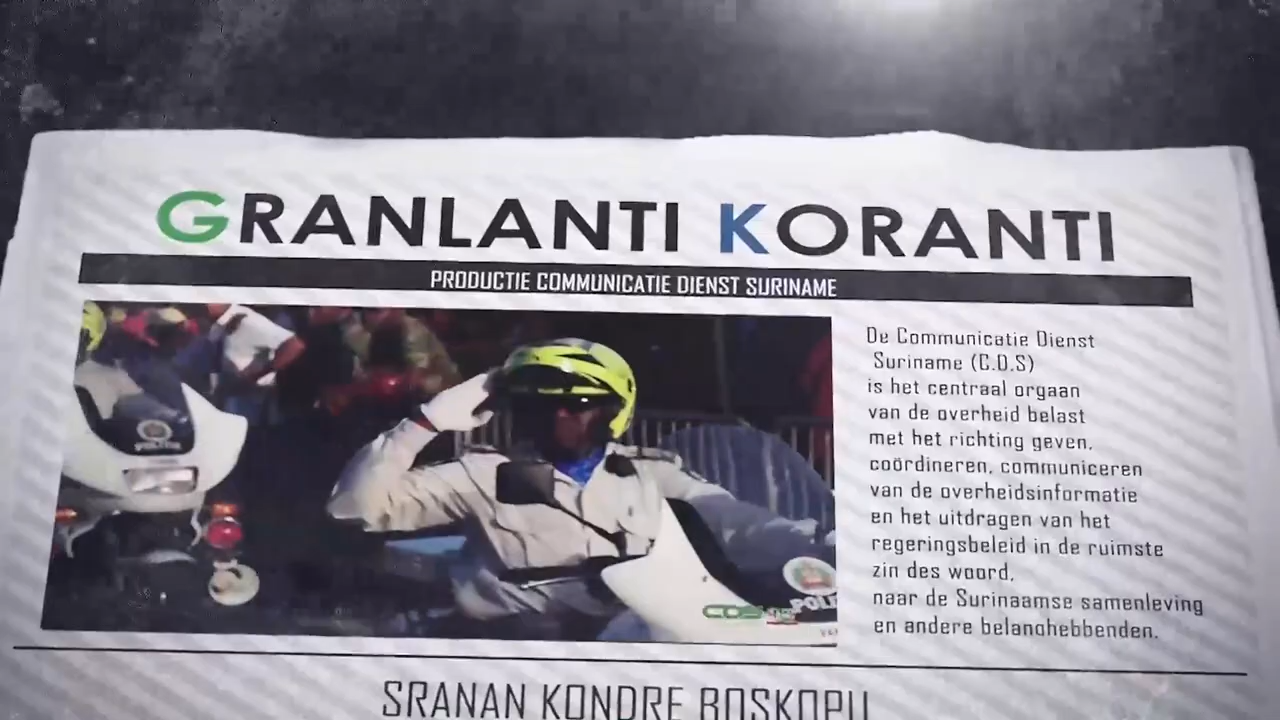 GRANLANTI KORANTI
PRODUCTIE COMMUNICATIE DIENST SURINAME
De Communicatie Dienst
Suriname (C.D.S)
is het centraal orgaan
van de overheid belast
met het richting geven,
coördineren, communiceren
van de overheidsinformatie
en het uitdragen van het
regeringsbeleid in de ruimste
zin des woord,
naar de Surinaamse samenleving
en andere belanghebbenden.
CDS
SRANAN KONDRE BOSKOPU